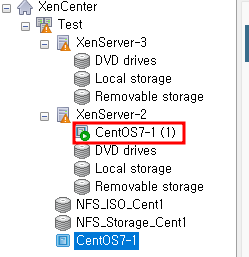 XenCenter
Test
XenServer-3
DVD drives
Local storage
Removable storage
XenServer-2
CentOS7-1 (1)
DVD drives
Local storage
Removable storage
NFS_ISO_Cent1
NFS_Storage_Cent1
CentOS7-1